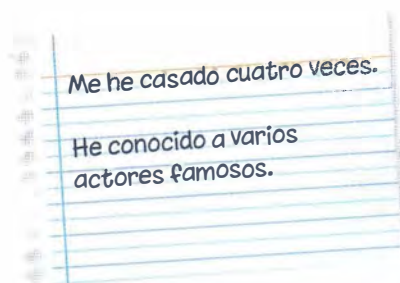 Me he casado cuatro veces.
He conocido a varios
actores famosos.